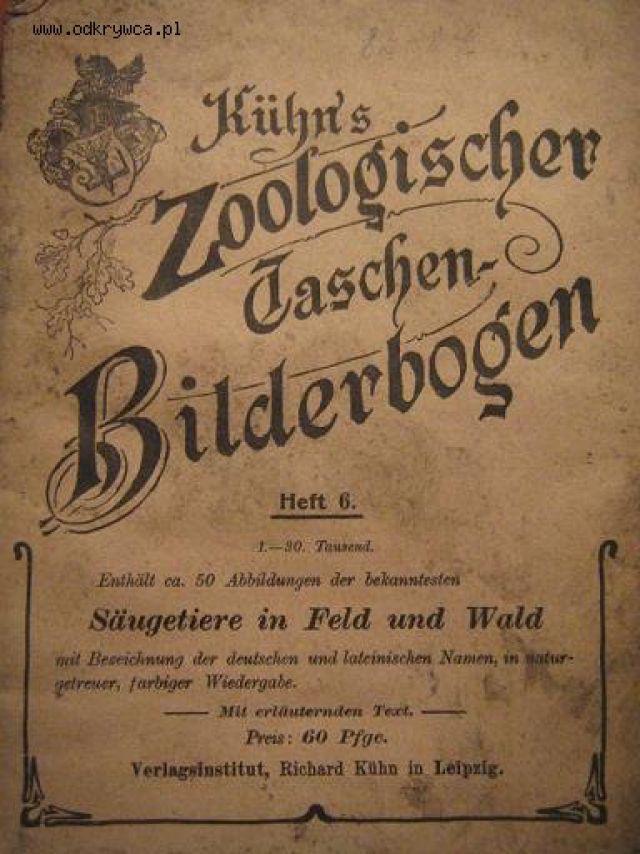 www.odkrywca.pl
Kühn's
Zoologischer
Taschen-
Bilderbogen
Heft 6.
1.—30. Tausend.
Enthält ca. 50 Abbildungen der bekanntesten
Säugetiere in Feld und Wald
mit Bezeichnung der deutschen und lateinischen Namen, in natur-
getreuer, farbiger Wiedergabe.
Mit erläuternden Text.
Preis: 60 Pfge.
Verlagsinstitut, Richard Kühn in Leipzig.